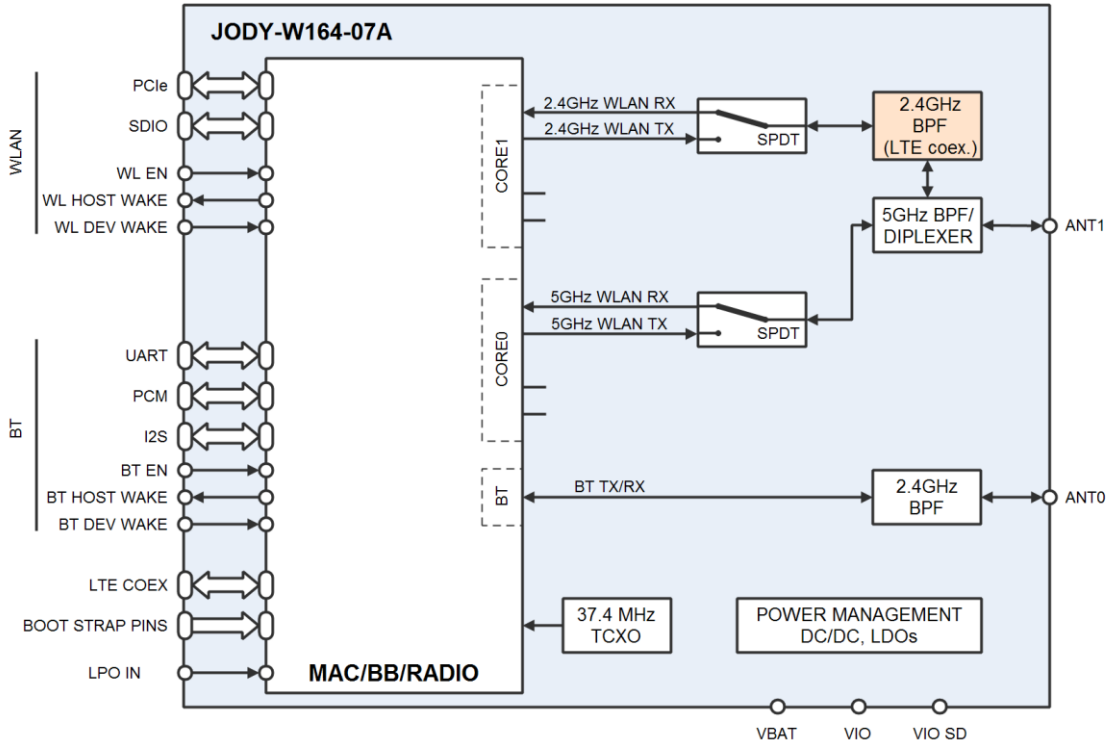 JODY-W164-07A
WLAN
PCIe
SDIO
WL EN
WL HOST WAKE
WL DEV WAKE
BT
UART
PCM
I2S
BT EN
BT HOST WAKE
BT DEV WAKE
LTE COEX
BOOT STRAP PINS
LPO IN
MAC/BB/RADIO
CORE1
2.4GHz WLAN RX
2.4GHz WLAN TX
SPDT
2.4GHz
BPF
(LTE coex.)
5GHz BPF/
DIPLEXER
ANT1
CORE0
5GHz WLAN RX
5GHz WLAN TX
SPDT
BT
BT TX/RX
2.4GHz
BPF
ANT0
37.4 MHz
TCXO
POWER MANAGEMENT
DC/DC, LDOs
VBAT
VIO
VIO SD